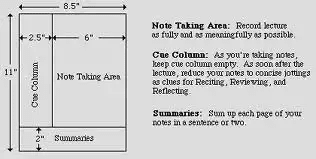 8.5"
2.5"
6"
11"
Cue Column
Note Taking Area
2"
Summaries
Note Taking Area: Record lecture
as fully and as meaningfully as possible.
Cue Column: As you're taking notes,
keep cue column empty. As soon after the
lecture, reduce your notes to concise jottings
as clues for Reciting, Reviewing, and
Reflecting.
Summaries: Sum up each page of your
notes in a sentence or two.